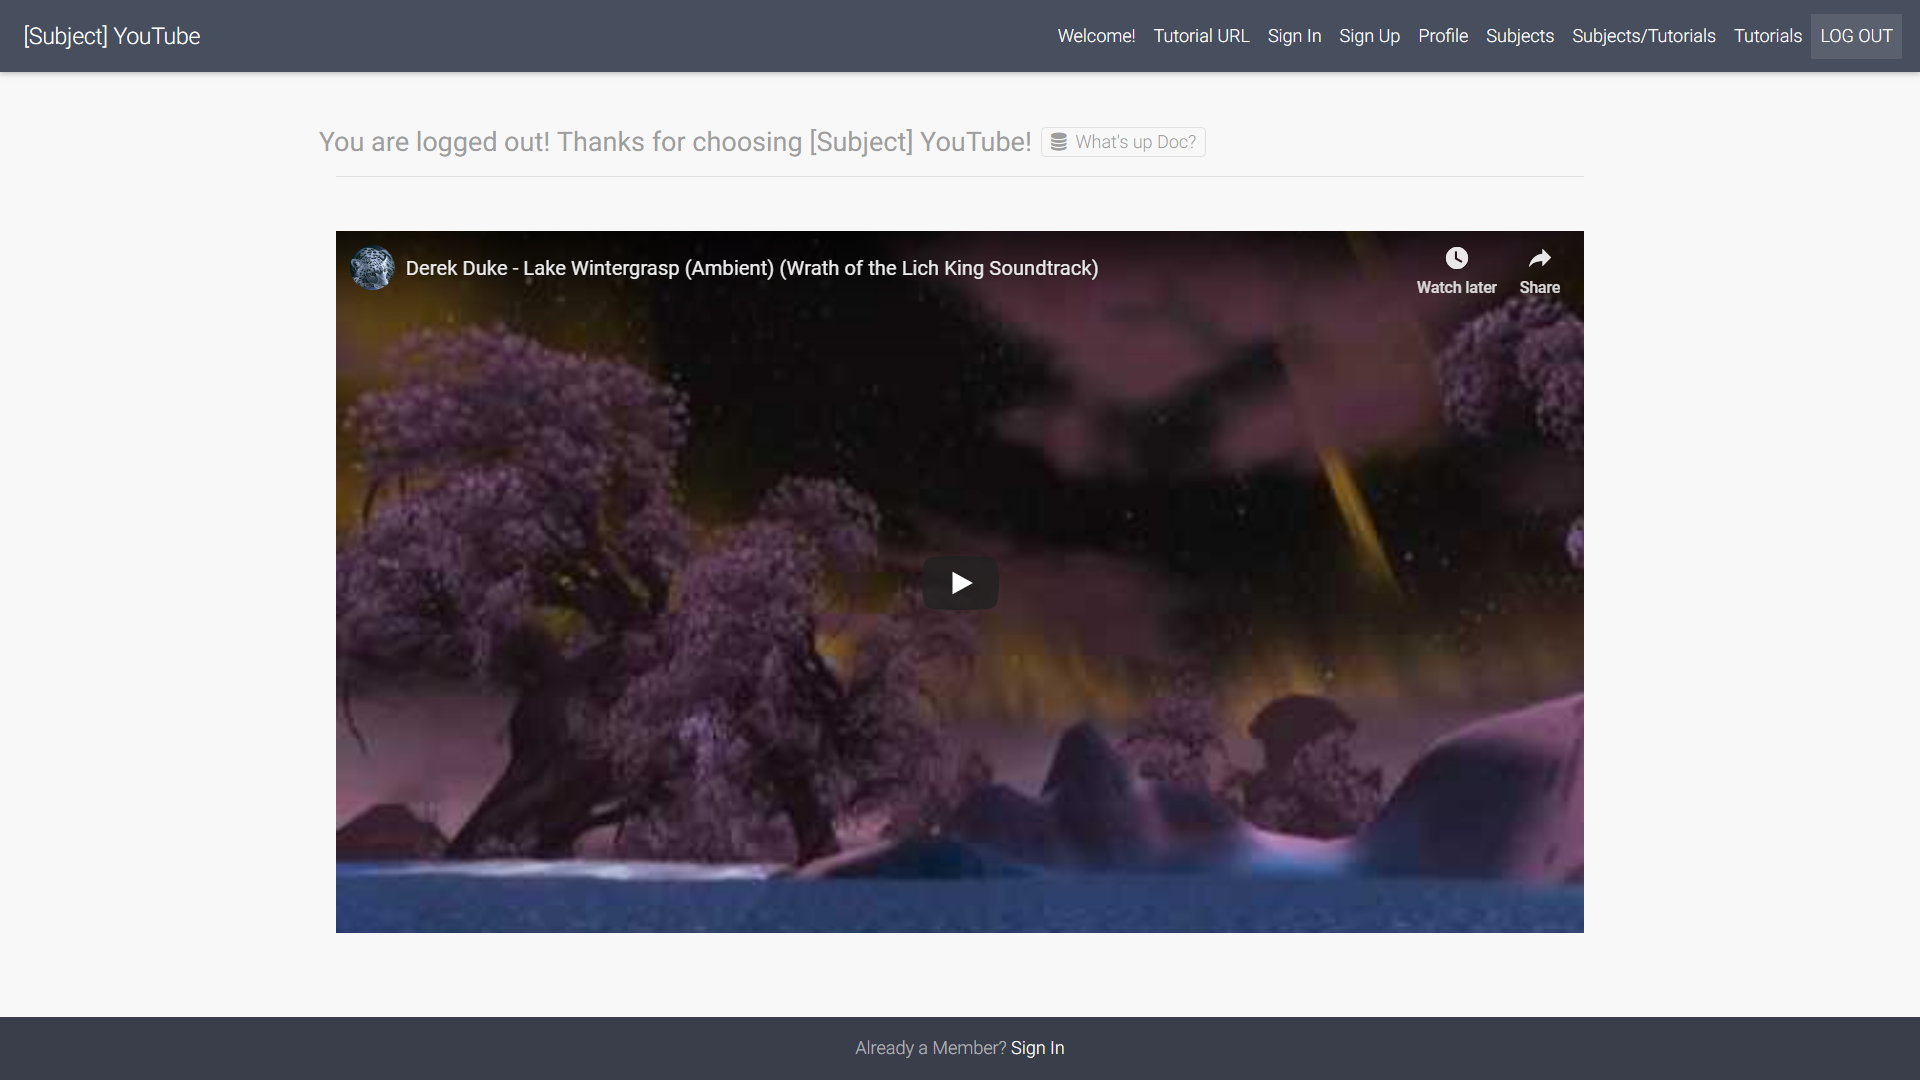 [Subject] YouTube
Welcome! Tutorial URL Sign In Sign Up Profile Subjects Subjects/Tutorials Tutorials LOG OUT
You are logged out! Thanks for choosing [Subject] YouTube! What's up Doc?
Derek Duke - Lake Wintergrasp (Ambient) (Wrath of the Lich King Soundtrack)
Watch later Share
Already a Member? Sign In